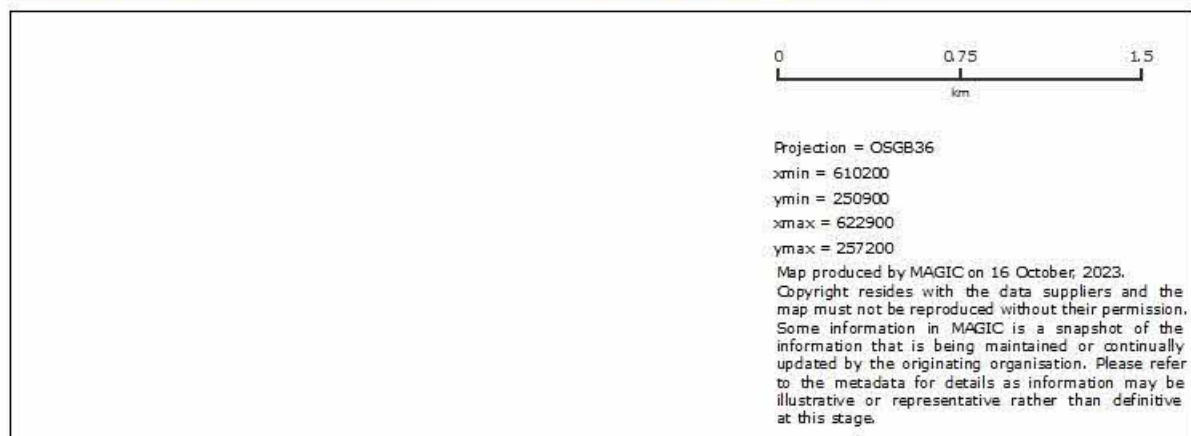 0 0.75 1.5
km
Projection = OSGB36
xmin = 610200
ymin = 250900
xmax = 622900
ymax = 257200
Map produced by MAGIC on 16 October, 2023.
Copyright resides with the data suppliers and the
map must not be reproduced without their permission.
Some information in MAGIC is a snapshot of the
information that is being maintained or continually
updated by the originating organisation. Please refer
to the metadata for details as information may be
illustrative or representative rather than definitive
at this stage.